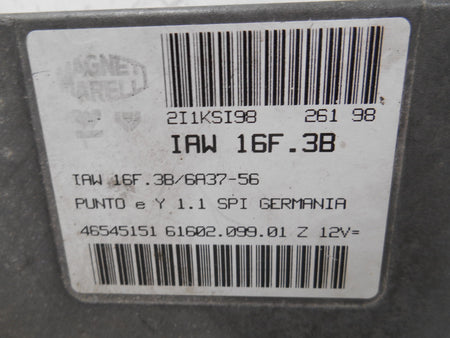 MAGNETI
MARELLI
2I1KSI98 261 98
IAW 16F.3B
IAW 16F.3B/6A37-56
PUNTO e Y 1.1 SPI GERMANIA
46545151 61602.099.01 Z 12V=